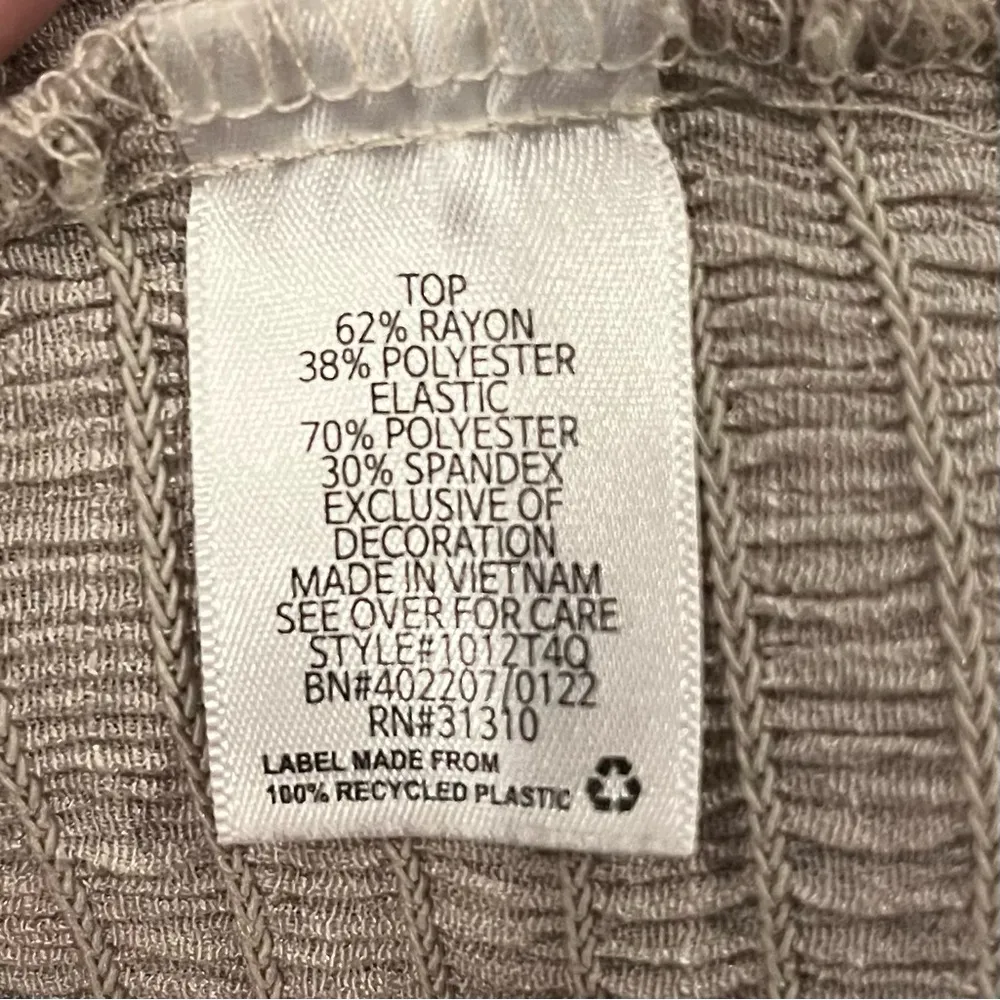 TOP
62% RAYON
38% POLYESTER
ELASTIC
70% POLYESTER
30% SPANDEX
EXCLUSIVE OF
DECORATION
MADE IN VIETNAM
SEE OVER FOR CARE
STYLE#1012T4Q
BN#402207/0122
RN#31310
LABEL MADE FROM
100% RECYCLED PLASTIC